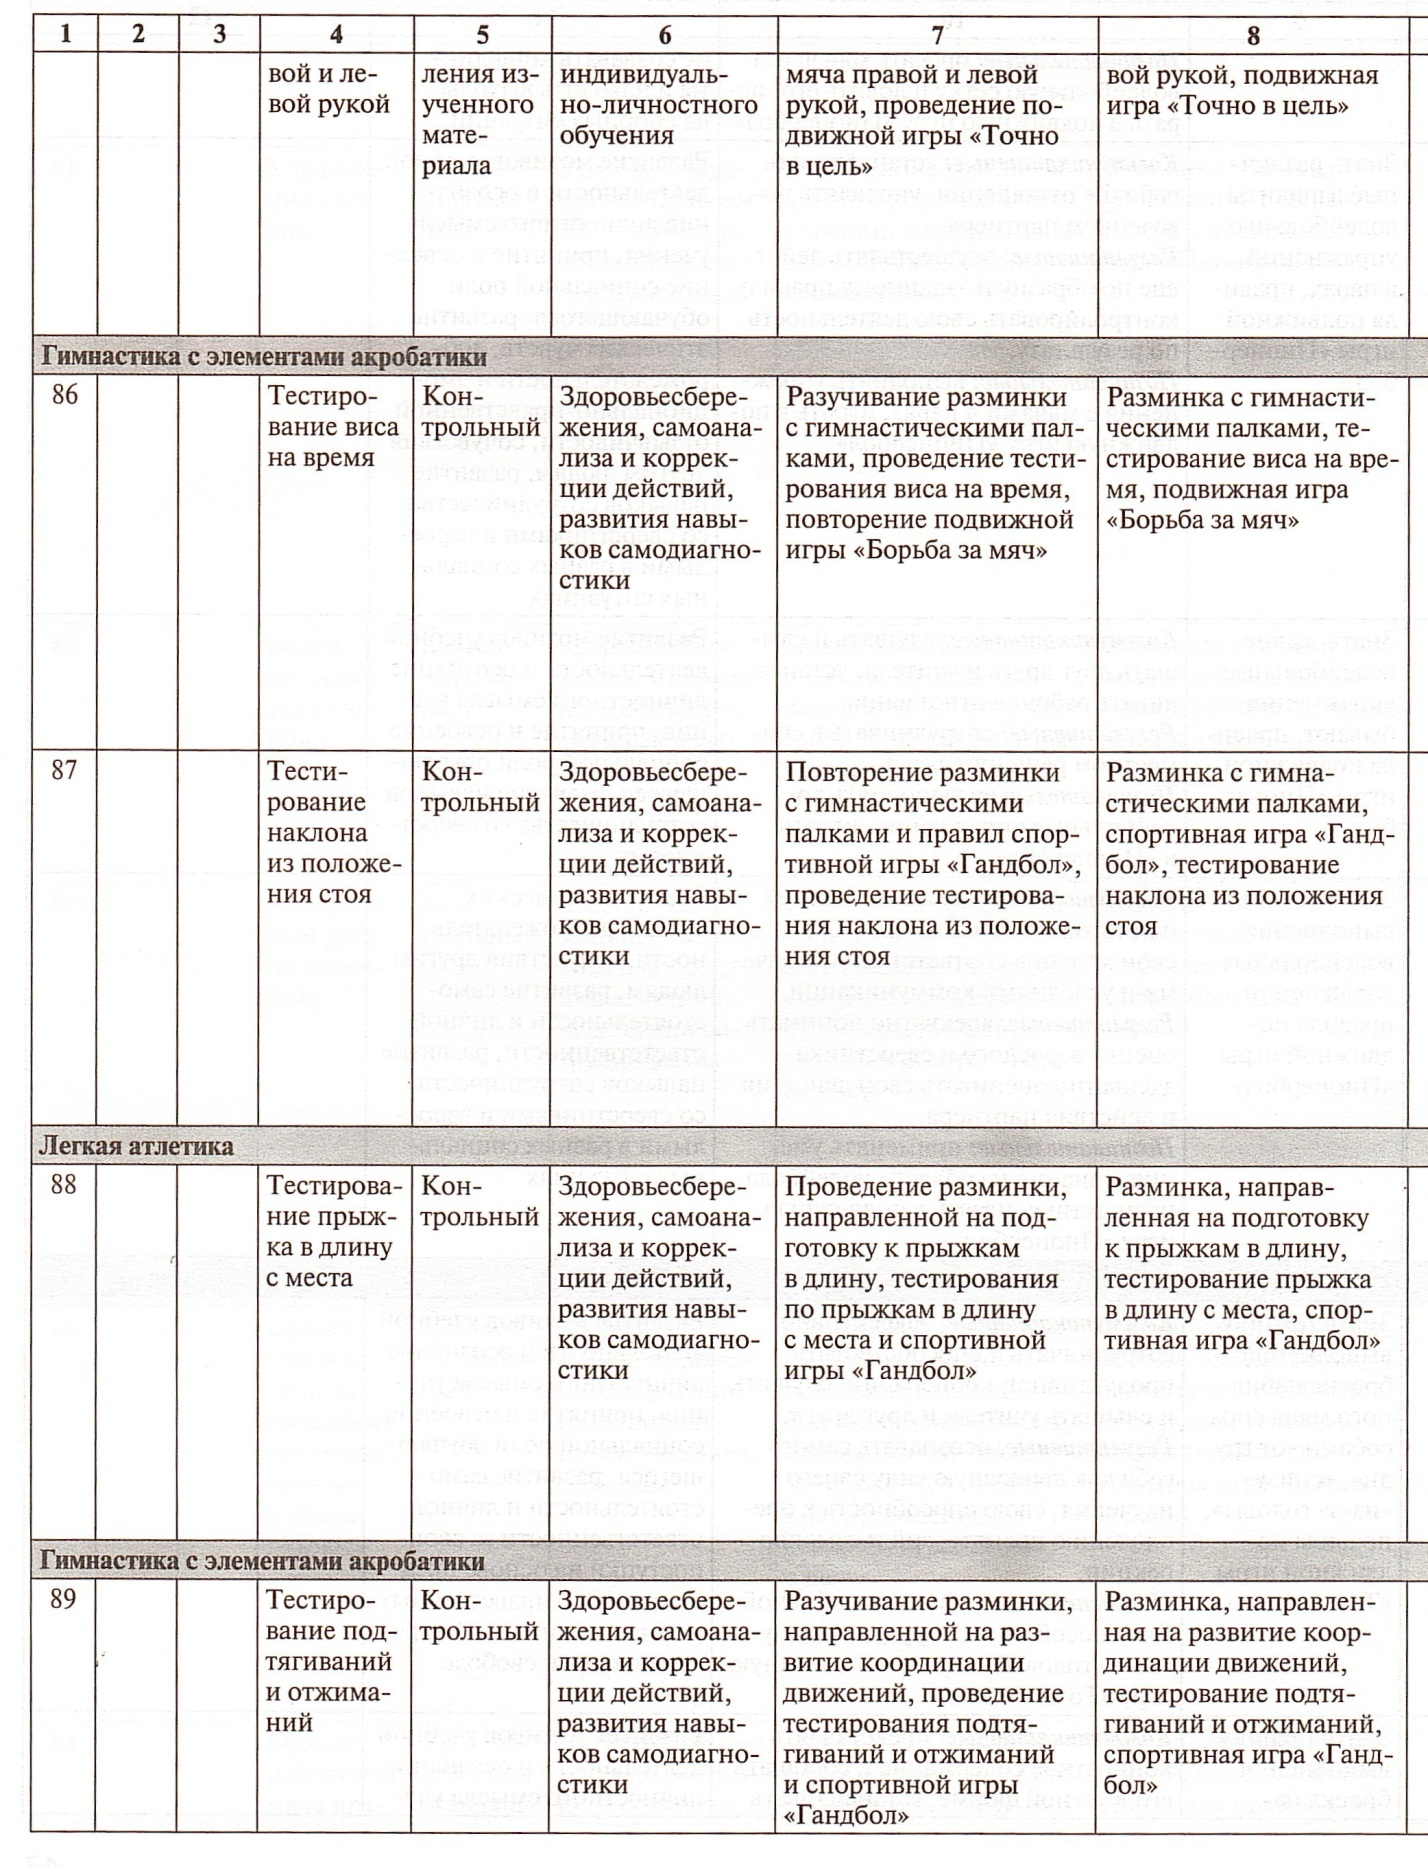 1 2 3 4 5 6 7 8
вой и ле-
вой рукой
ления из-
ученного
мате-
риала
индивидуаль-
но-личностного
обучения
мяча правой и левой
рукой, проведение по-
движной игры «Точно
в цель»
вой рукой, подвижная
игра «Точно в цель»
Гимнастика с элементами акробатики
86
Тестиро-
вание виса
на время
Кон-
трольный
Здоровьесбере-
жения, самоана-
лиза и коррек-
ции действий,
развития навы-
ков самодиагно-
стики
Разучивание разминки
с гимнастическими пал-
ками, проведение тести-
рования виса на время,
повторение подвижной
игры «Борьба за мяч»
Разминка с гимнасти-
ческими палками, те-
стирование виса на вре-
мя, подвижная игра
«Борьба за мяч»
87
Тести-
рование
наклона
из положе-
ния стоя
Кон-
трольный
Здоровьесбере-
жения, самоана-
лиза и коррек-
ции действий,
развития навы-
ков самодиагно-
стики
Повторение разминки
с гимнастическими
палками и правил спор-
тивной игры «Гандбол»,
проведение тестирова-
ния наклона из положе-
ния стоя
Разминка с гимна-
стическими палками,
спортивная игра «Ганд-
бол», тестирование
наклона из положения
стоя
Легкая атлетика
88
Тестирова-
ние прыж-
ка в длину
с места
Кон-
трольный
Здоровьесбере-
жения, самоана-
лиза и коррек-
ции действий,
развития навы-
ков самодиагно-
стики
Проведение разминки,
направленной на под-
готовку к прыжкам
в длину, тестирования
по прыжкам в длину
с места и спортивной
игры «Гандбол»
Разминка, направ-
ленная на подготовку
к прыжкам в длину,
тестирование прыжка
в длину с места, спор-
тивная игра «Гандбол»
Гимнастика с элементами акробатики
89
Тестиро-
вание под-
тягиваний
и отжима-
ний
Кон-
трольный
Здоровьесбере-
жения, самоана-
лиза и коррек-
ции действий,
развития навы-
ков самодиагно-
стики
Разучивание разминки,
направленной на раз-
витие координации
движений, проведение
тестирования подтя-
гиваний и отжиманий
и спортивной игры
«Гандбол»
Разминка, направлен-
ная на развитие коор-
динации движений,
тестирование подтя-
гиваний и отжиманий,
спортивная игра «Ганд-
бол»